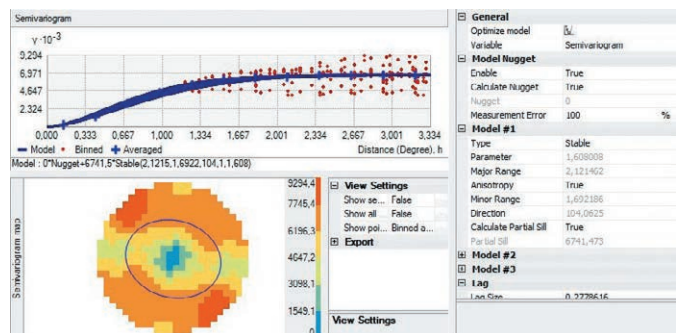 Semivariogram
γ·10⁻³
9,294
6,971
4,647
2.324
0,000 0,333 0,667 1,000 1,334 1,667 2,001 2,334 2,667 3,001 3,334
Model Binned Averaged Distance (Degree). h
Model : 0*Nugget+6741,5*Stable(2,1215,1,6922,104,1,1,608)
Semivariogram map
9294,4
7745,4
6196,3
4647,2
3098,1
1549.1
0
View Settings
Show se... False
Show all ... False
Show poi... Binned a...
Export
View Settings
General
Optimize model
Variable Semivariogram
Model Nugget
Enable True
Calculate Nugget True
Nugget 0
Measurement Error 100 %
Model #1
Type Stable
Parameter 1,608008
Major Range 2,121462
Anisotropy True
Minor Range 1,692186
Direction 104,0625
Calculate Partial Sill True
Partial Sill 6741,473
Model #2
Model #3
Lag
Lag Size 0,2778616